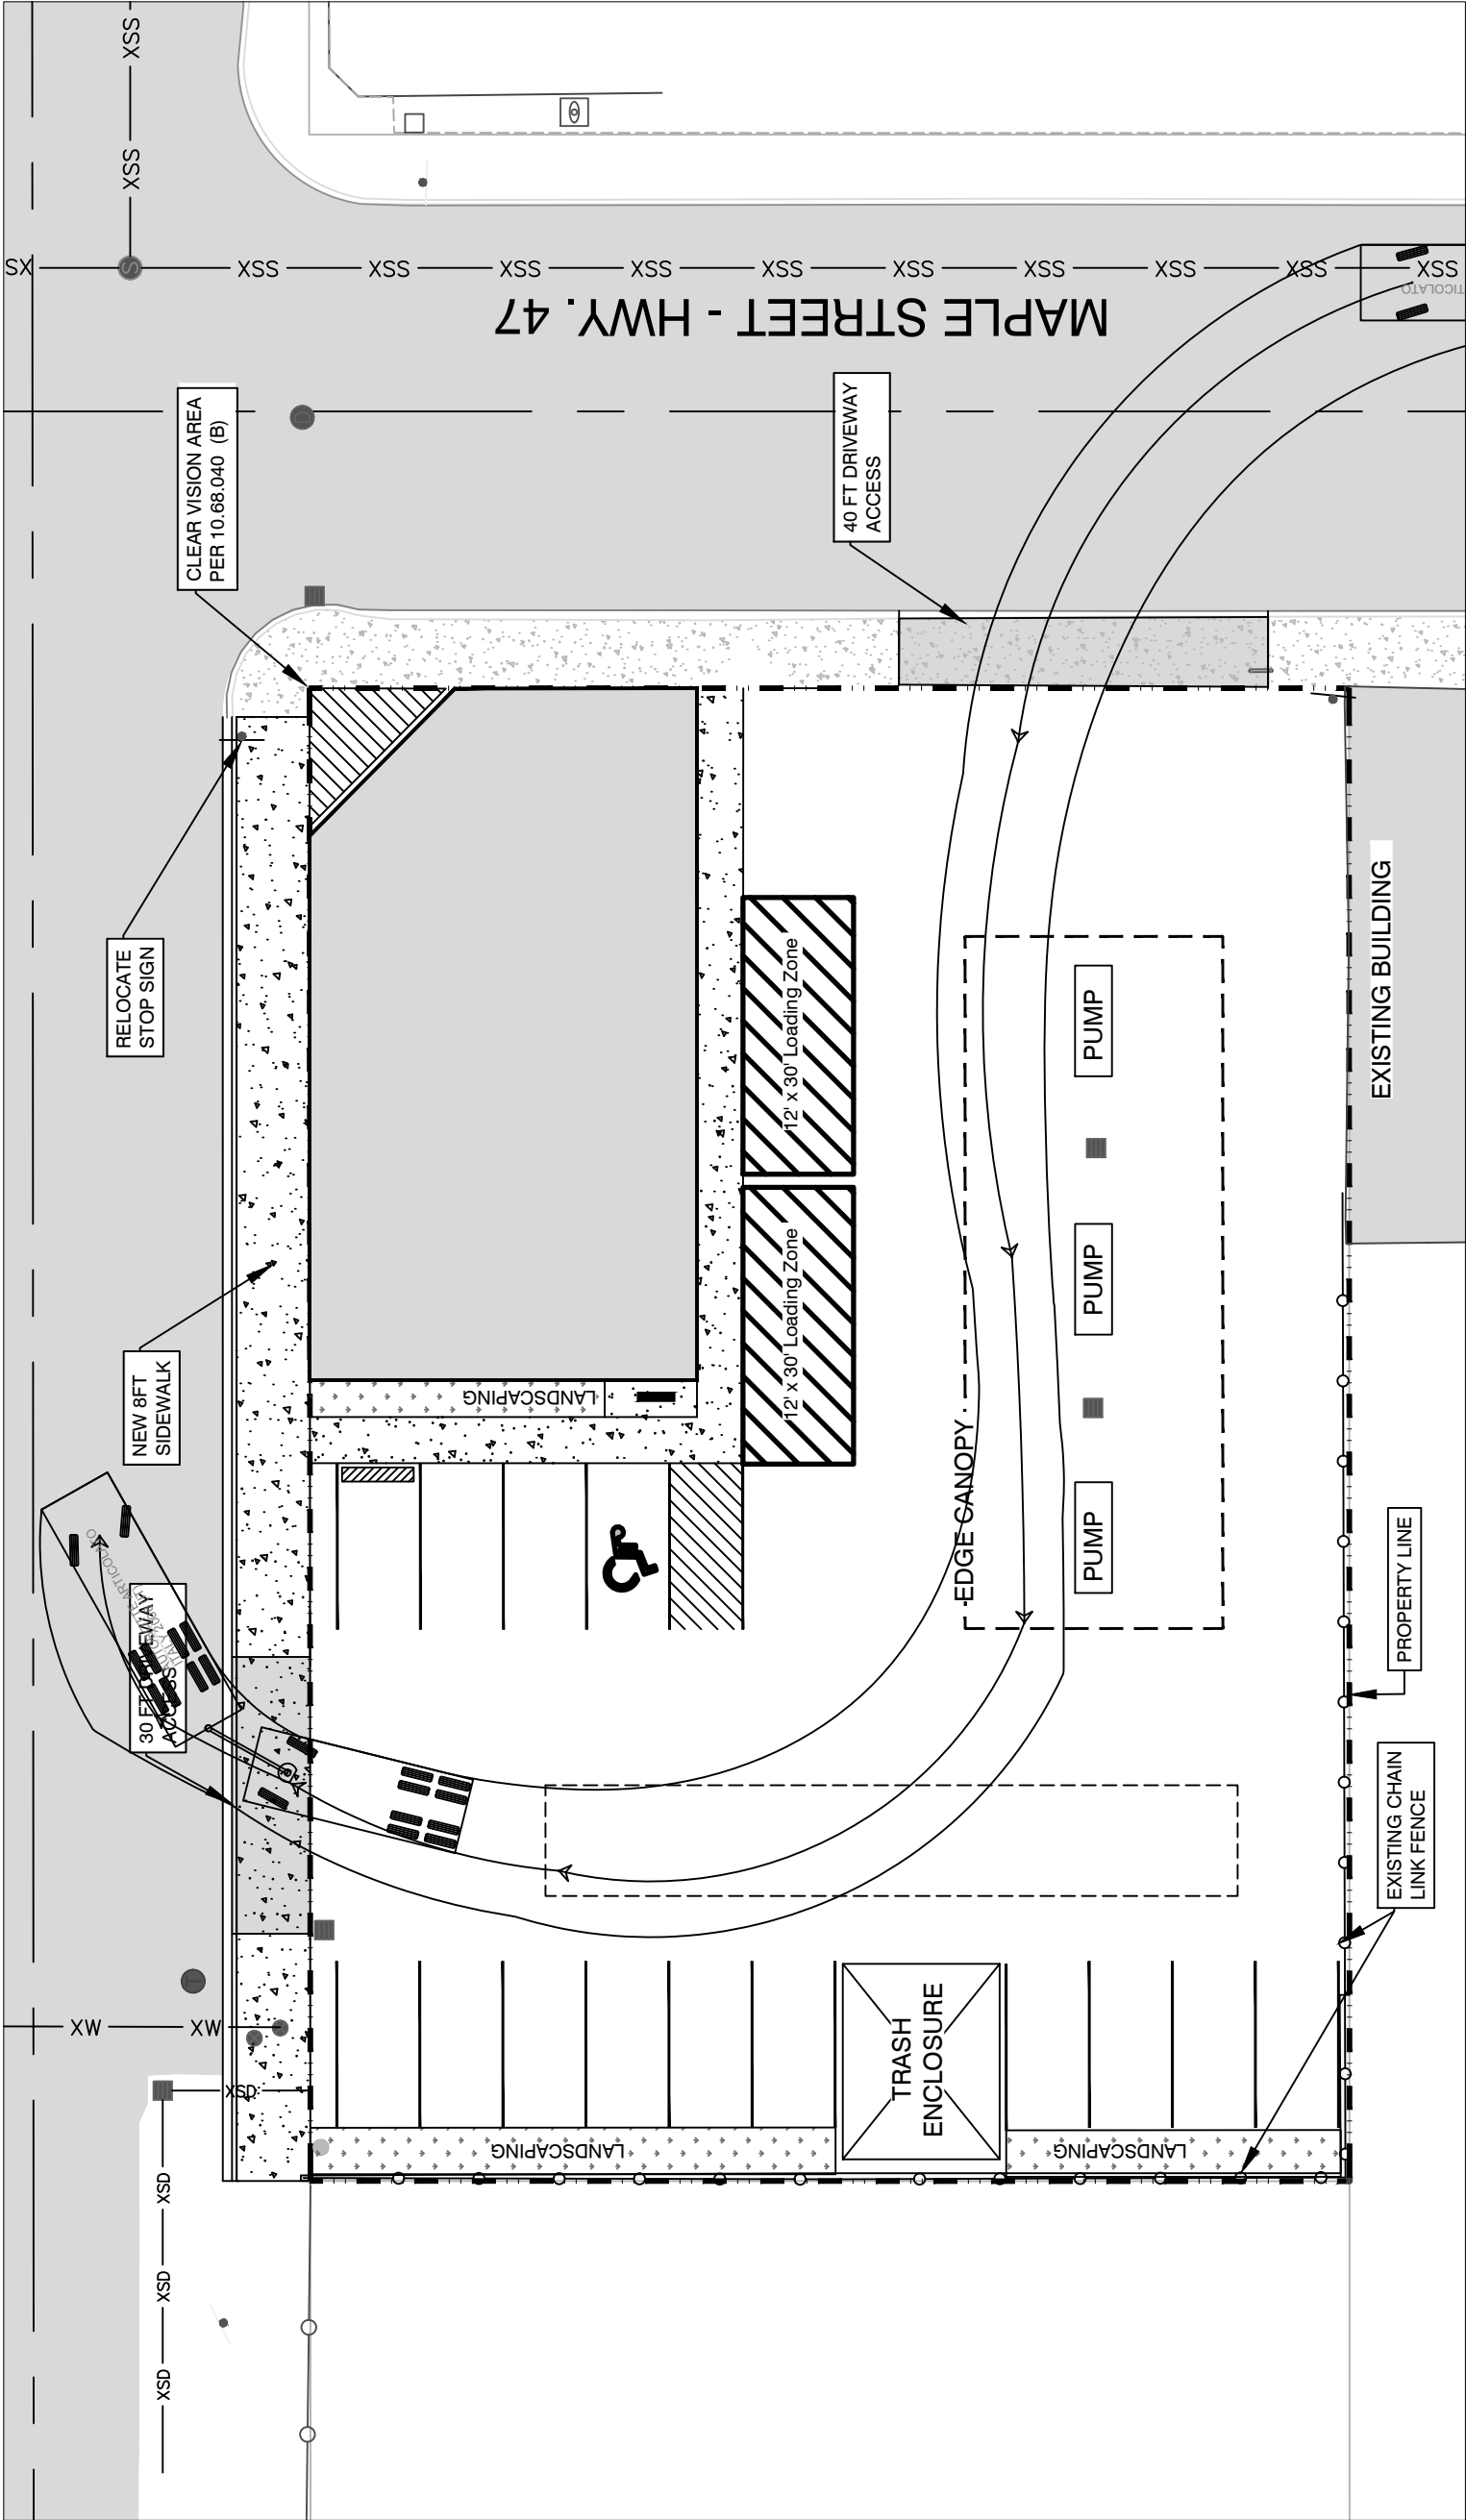 XSS
XSS
XS
S
XSS
XSS
XSS
XSS
XSS
XSS
XSS
XSS
XSS
XSS
TICOLATO
MAPLE STREET - HWY. 47
D
CLEAR VISION AREA
PER 10.68.040 (B)
40 FT DRIVEWAY
ACCESS
RELOCATE
STOP SIGN
NEW 8FT
SIDEWALK
12' x 30' Loading Zone
12' x 30' Loading Zone
LANDSCAPING
EDGE CANOPY
PUMP
PUMP
PUMP
EXISTING BUILDING
PROPERTY LINE
EXISTING CHAIN
LINK FENCE
30 FT DRIVEWAY
ACCESS
T
XW
XW
XSD
XSD
XSD
XSD
TRASH
ENCLOSURE
LANDSCAPING
LANDSCAPING